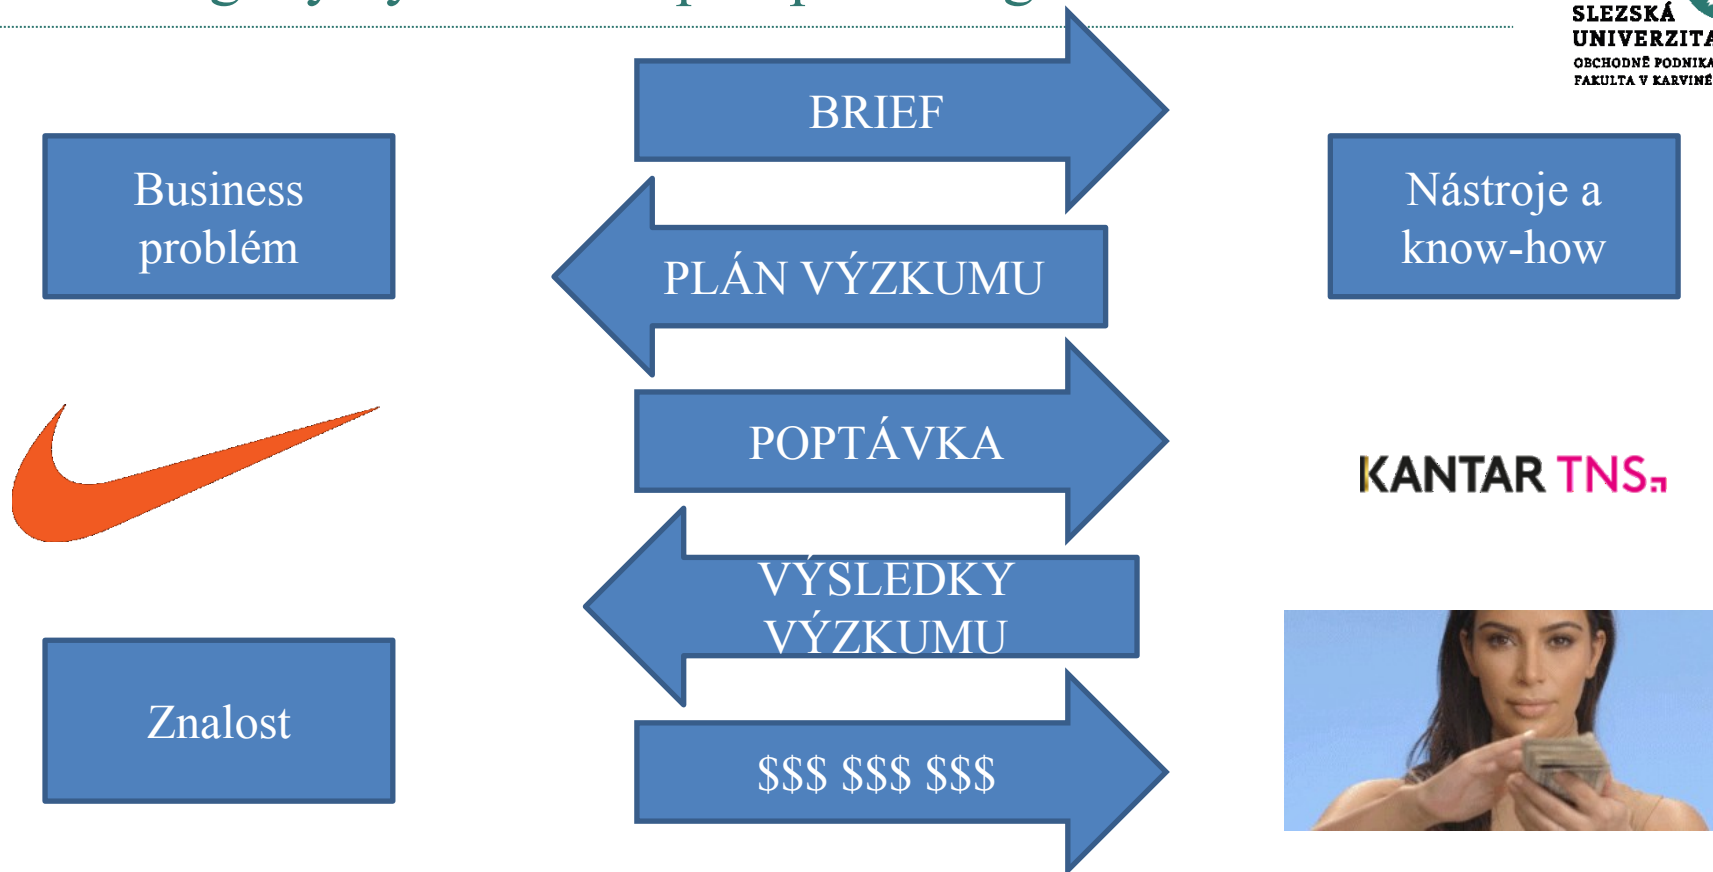 SLEZSKÁ
UNIVERZITA
OBCHODNĚ PODNIKA
FAKULTA V KARVINÉ
BRIEF
Business
problém
Nástroje a
know-how
PLÁN VÝZKUMU
POPTÁVKA
KANTAR TNS
VÝSLEDKY
VÝZKUMU
Znalost
$$$ $$$ $$$